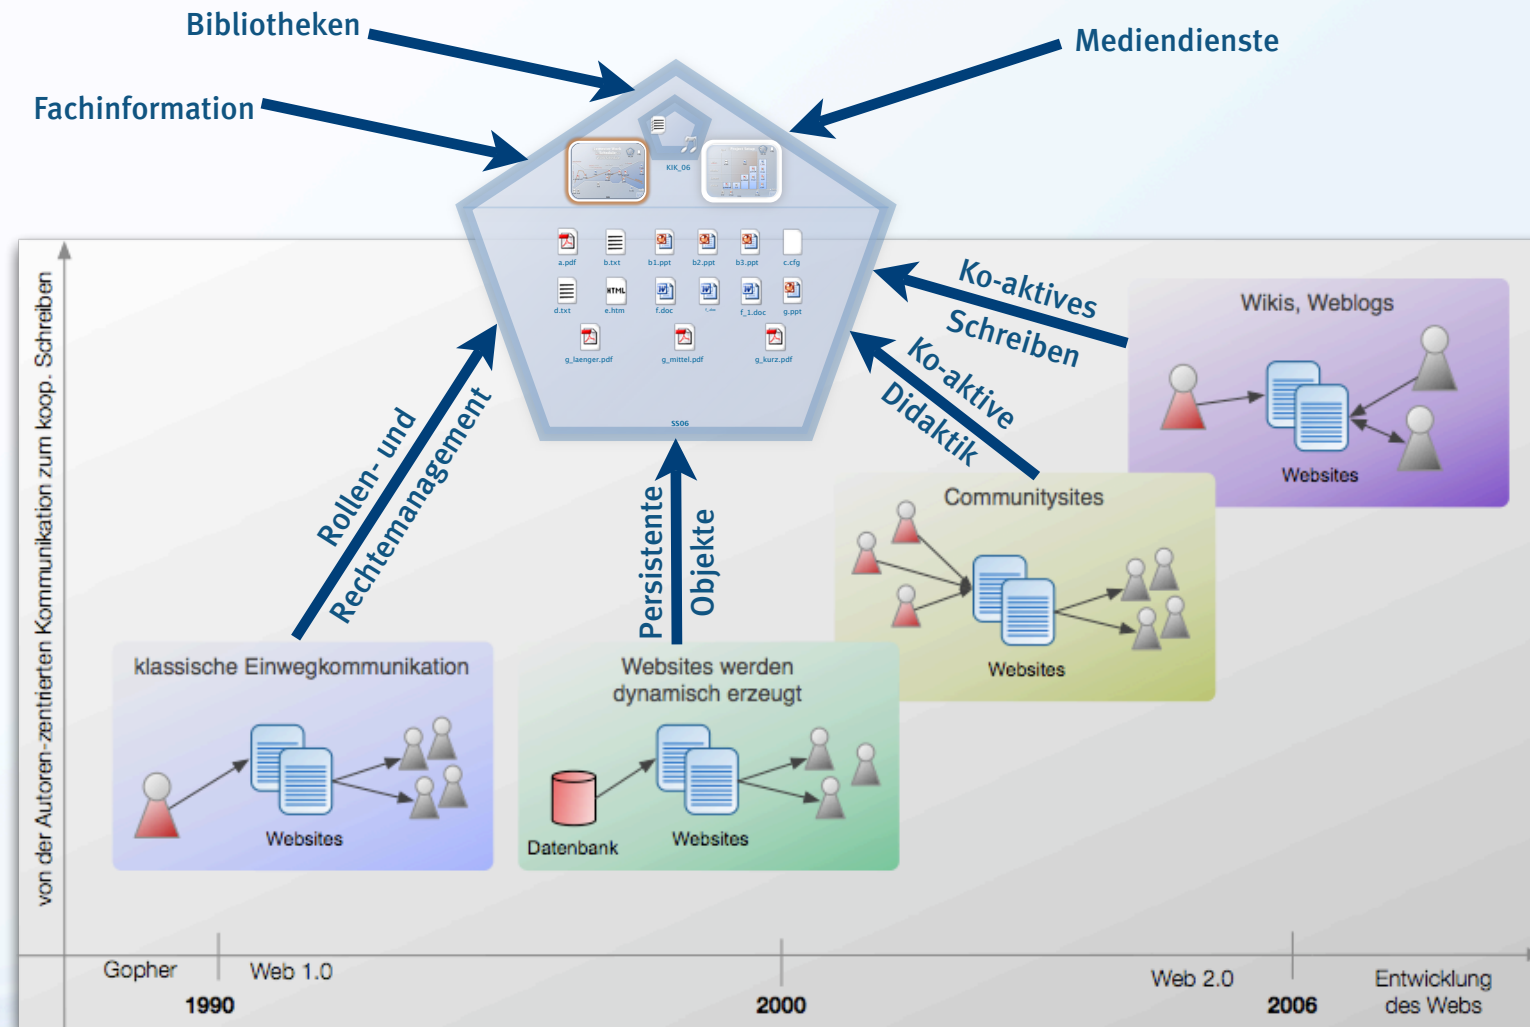 Bibliotheken
Mediendienste
Fachinformation
KIK_06
a.pdf
b.txt
b1.ppt
b2.ppt
b3.ppt
c.cfg
d.txt
HTML
e.htm
f.doc
f_1.doc
g.ppt
g_laenger.pdf
g_mittel.pdf
g_kurz.pdf
SS06
Ko-aktives
Schreiben
Ko-aktive
Didaktik
Rollen- und
Rechtemanagement
Persistente
Objekte
Wikis, Weblogs
Websites
Communitysites
Websites
klassische Einwegkommunikation
Websites
Websites werden
dynamisch erzeugt
Datenbank
Websites
von der Autoren-zentrierten Kommunikation zum koop. Schreiben
Gopher
Web 1.0
Web 2.0
Entwicklung
des Webs
1990
2000
2006